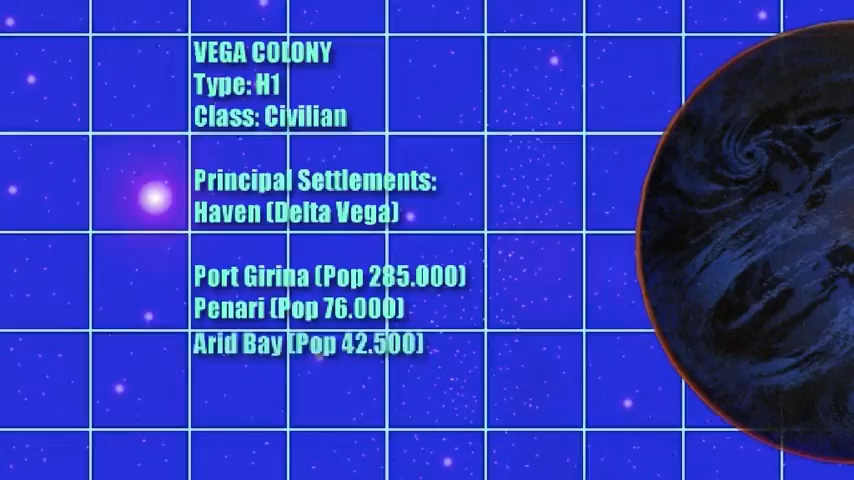 VEGA COLONY
Type: H1
Class: Civilian
Principal Settlements:
Haven (Delta Vega)
Port Girina (Pop 285.000)
Penari (Pop 76.000)
Arid Bay (Pop 42.500)